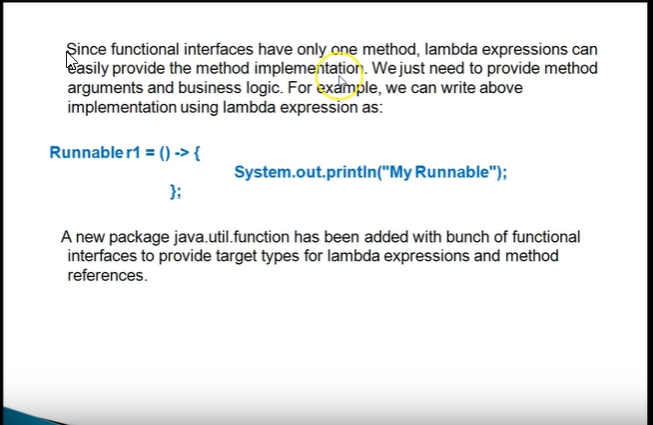 Since functional interfaces have only one method, lambda expressions can
easily provide the method implementation. We just need to provide method
arguments and business logic. For example, we can write above
implementation using lambda expression as:
Runnable r1 = () -> {
System.out.println("My Runnable");
};
A new package java.util.function has been added with bunch of functional
interfaces to provide target types for lambda expressions and method
references.